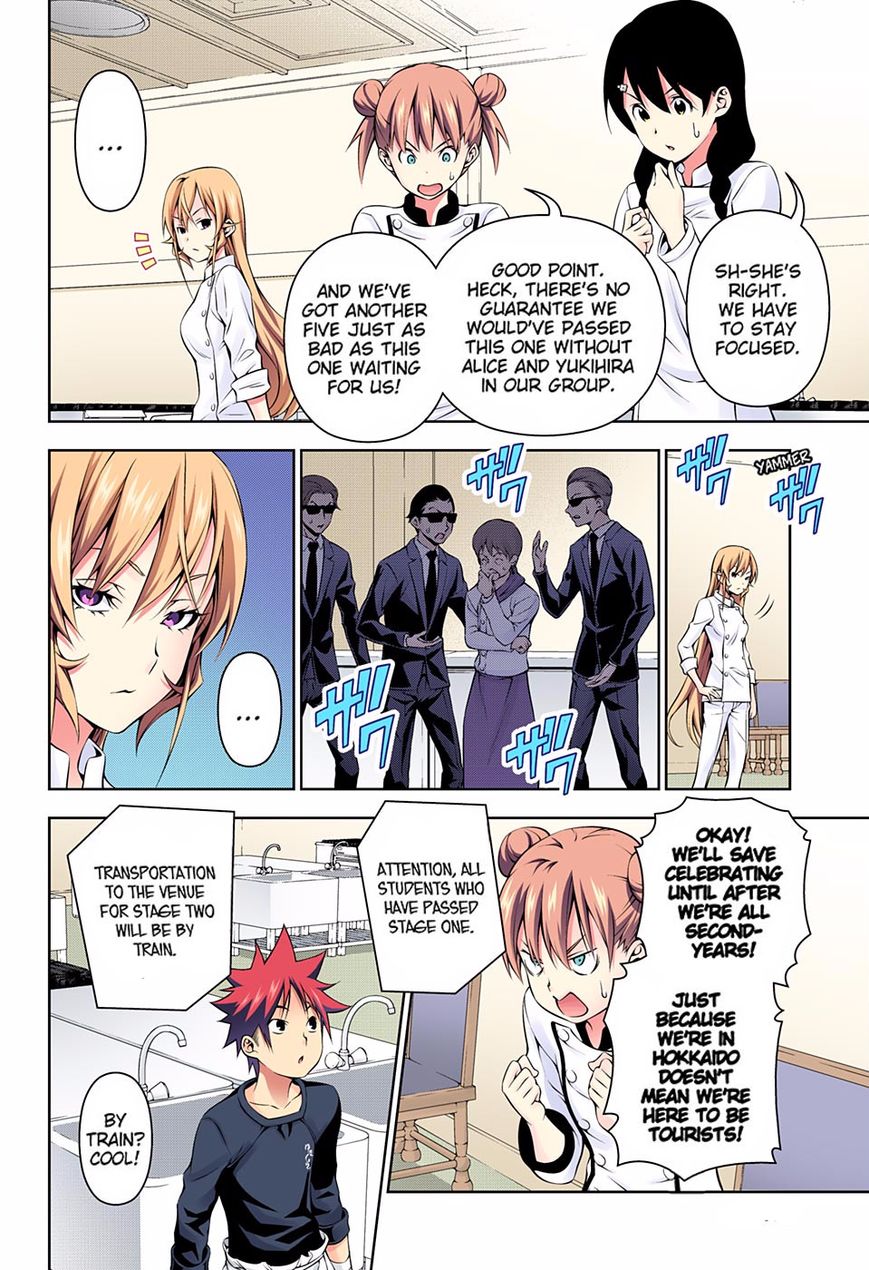 SH-SHE'S
RIGHT.
WE HAVE
TO STAY
FOCUSED.
GOOD POINT.
HECK, THERE'S NO
GUARANTEE WE
WOULD'VE PASSED
THIS ONE WITHOUT
ALICE AND YUKIHIRA
IN OUR GROUP.
AND WE'VE
GOT ANOTHER
FIVE JUST AS
BAD AS THIS
ONE WAITING
FOR US!
...
YAMMER
ザワ
ザワ
ザワ
ザワ
ザワ
ザワ
...
OKAY!
WE'LL SAVE
CELEBRATING
UNTIL AFTER
WE'RE ALL
SECOND-
YEARS!
JUST
BECAUSE
WE'RE IN
HOKKAIDO
DOESN'T
MEAN WE'RE
HERE TO BE
TOURISTS!
ATTENTION, ALL
STUDENTS WHO
HAVE PASSED
STAGE ONE.
TRANSPORTATION
TO THE VENUE
FOR STAGE TWO
WILL BE BY
TRAIN.
BY
TRAIN?
COOL!